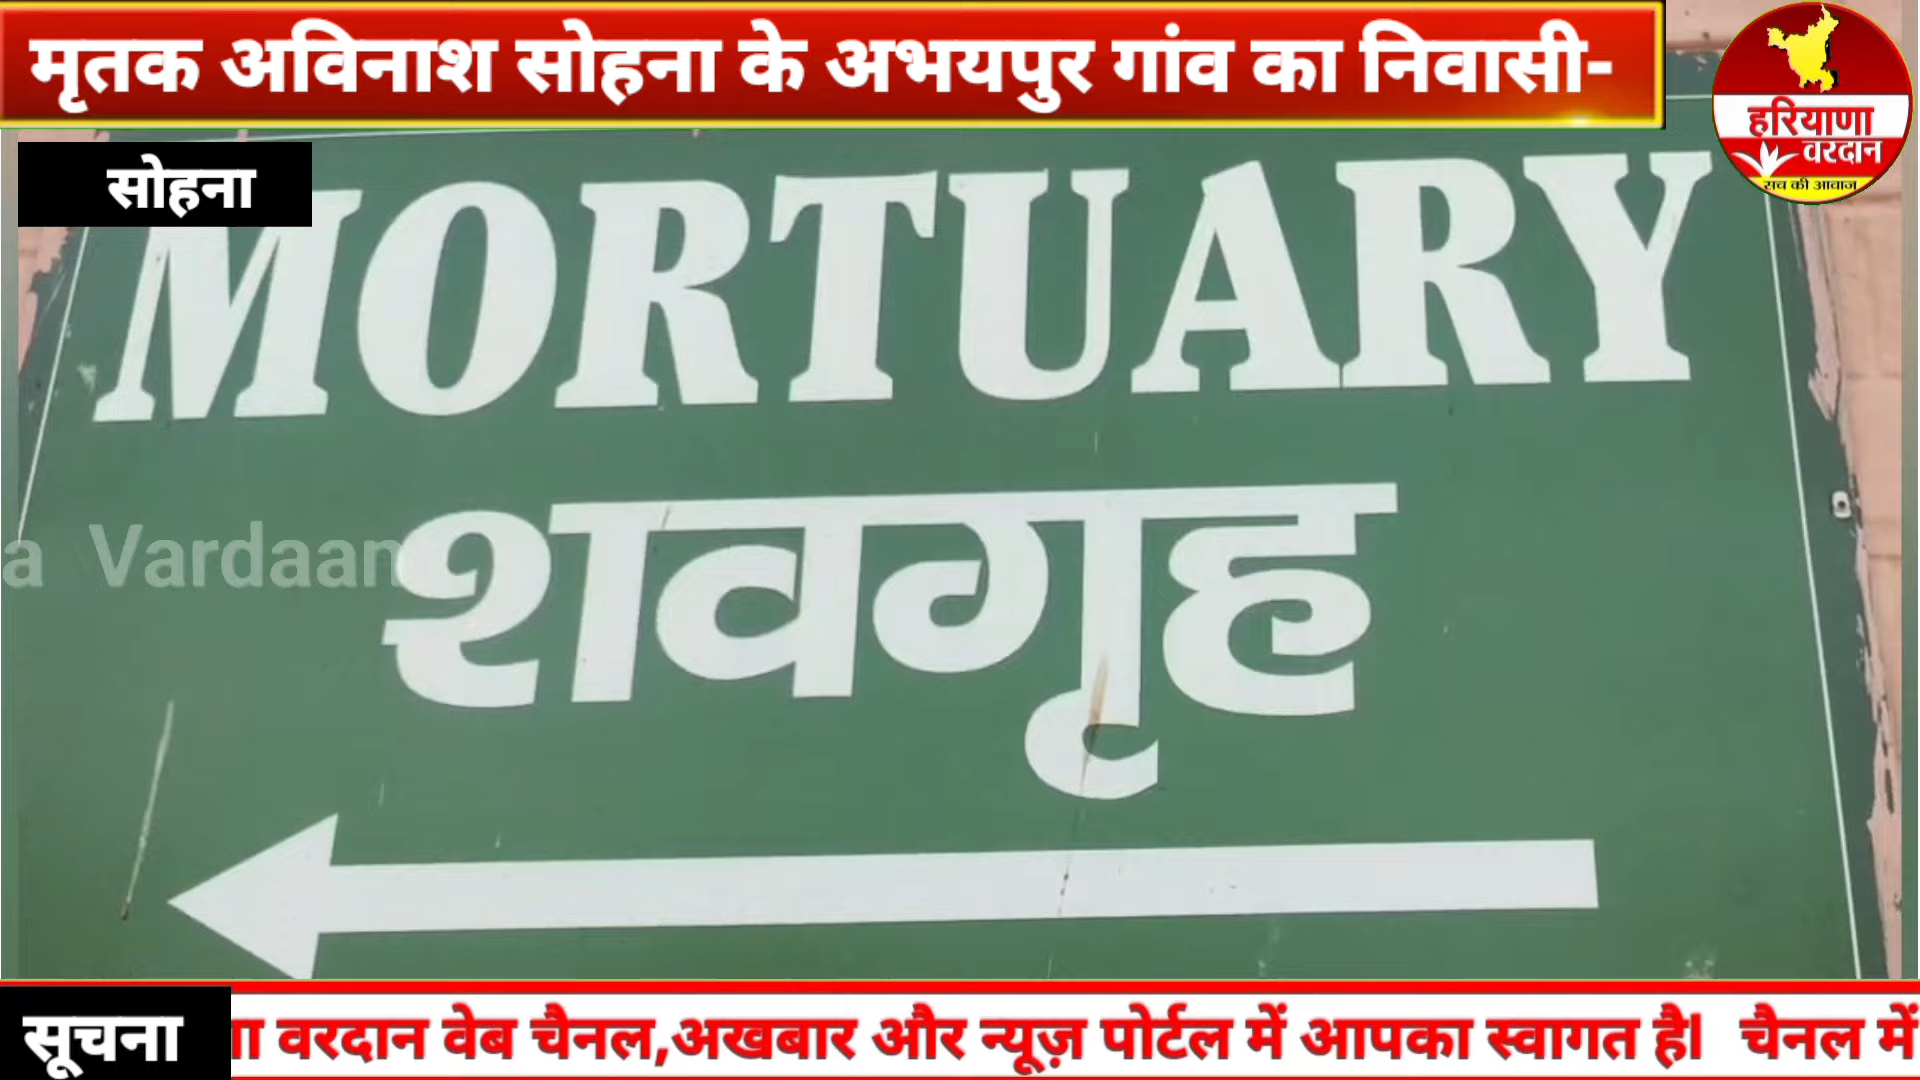 मृतक अविनाश सोहना के अभयपुर गांव का निवासी-
हरियाणा
वरदान
सच की आवाज
सोहना
MORTUARY
शवगृह
a Vardaan
सूचना
ा वरदान वेब चैनल,अखबार और न्यूज़ पोर्टल में आपका स्वागत है। चैनल में